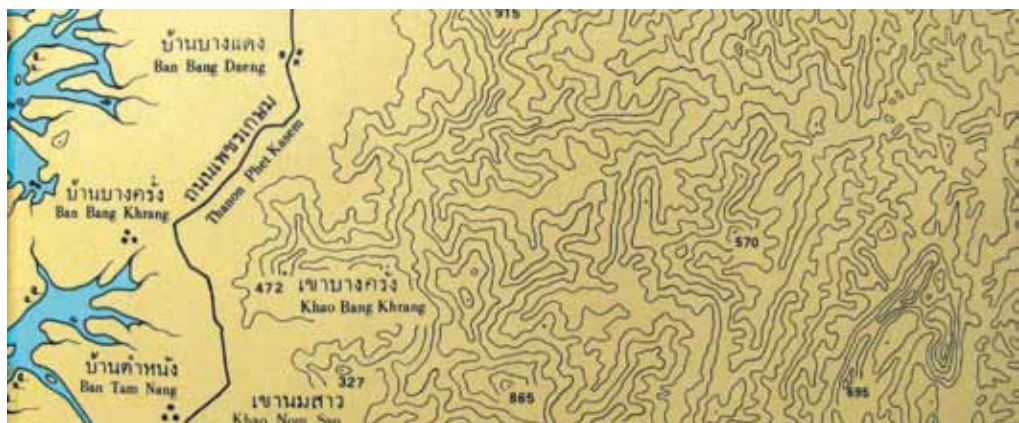 915
บ้านบางแดง
Ban Bang Daeng
ถนนเพชรเกษม
Thanon Phet Kasem
บ้านบางครั่ง
Ban Bang Khrang
570
472
เขาบางครั่ง
Khao Bang Khrang
บ้านตำหนัง
Ban Tam Nang
327
เขานมสาว
Khao Nom Sao
865
695